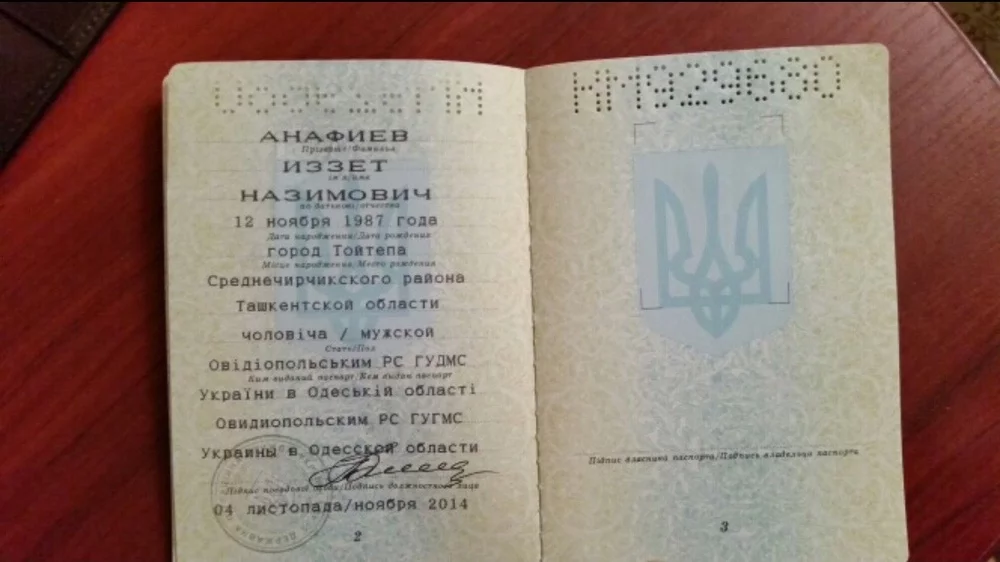 АНАФИЕВ
Прізвище/Фамилия
ИЗЗЕТ
ім'я/имя
НАЗИМОВИЧ
по батькові/отчество
12 ноября 1987 года
Дата народження/Дата рождения
город Тойтепа
Місце народження/Место рождения
Среднечирчикского района
Ташкентской области
чоловіча / мужской
Стать/Пол
Овідіопольським РС ГУДМС
Ким виданий паспорт/Кем выдан паспорт
України в Одеській області
Овидиопольским РС ГУГМС
Украины в Одесской области
Підпис посадової особи/Подпись должностного лица
04 листопада/ноября 2014
2
НМ929680
Підпис власника паспорта/Подпись владельца паспорта
3